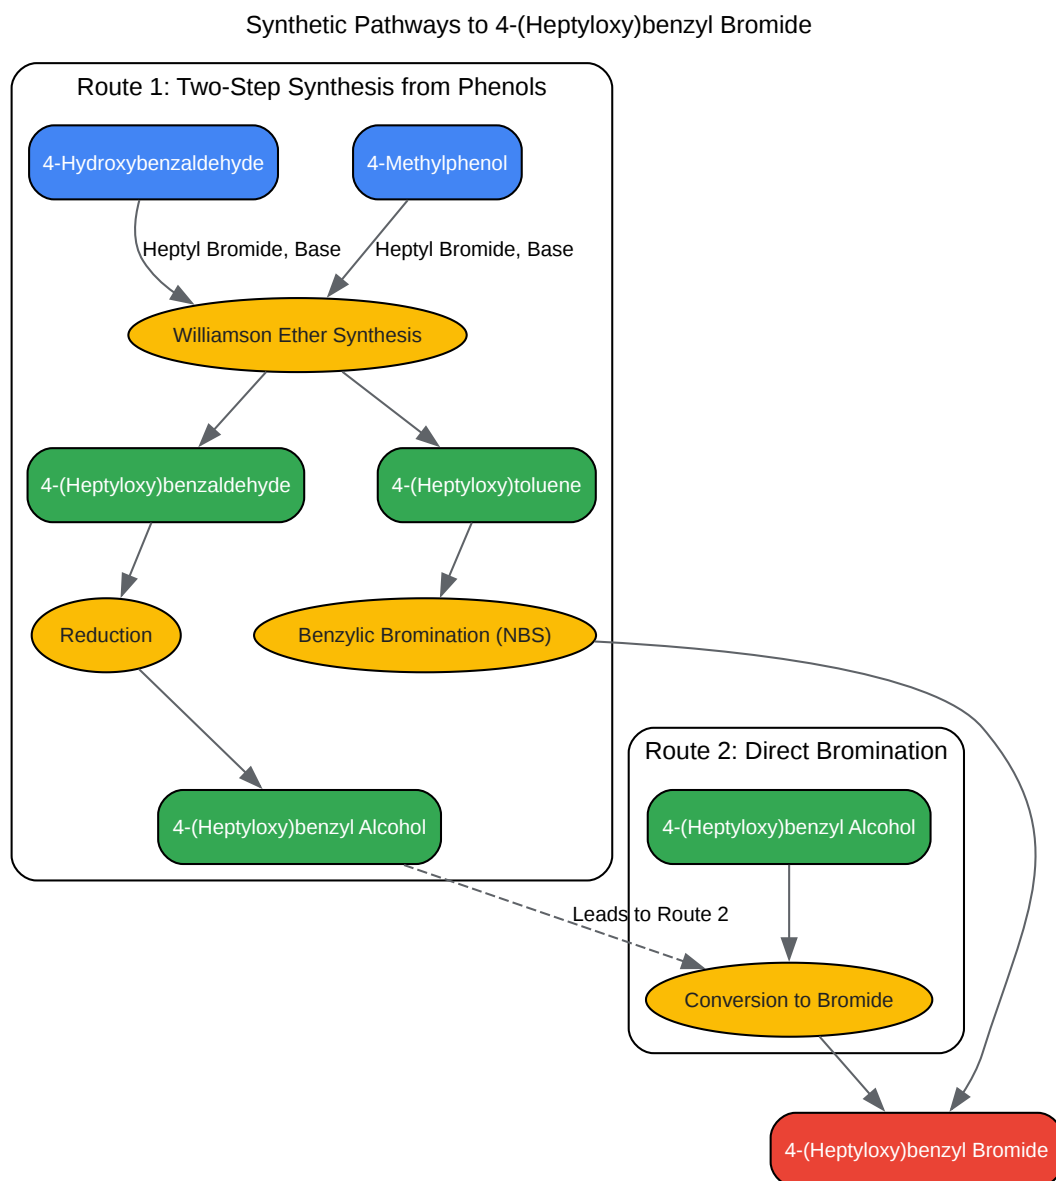 Synthetic Pathways to 4-(Heptyloxy)benzyl Bromide
Route 1: Two-Step Synthesis from Phenols
4-Hydroxybenzaldehyde
4-Methylphenol
Heptyl Bromide, Base
Heptyl Bromide, Base
Williamson Ether Synthesis
4-(Heptyloxy)benzaldehyde
4-(Heptyloxy)toluene
Reduction
Benzylic Bromination (NBS)
4-(Heptyloxy)benzyl Alcohol
Route 2: Direct Bromination
4-(Heptyloxy)benzyl Alcohol
Leads to Route 2
Conversion to Bromide
4-(Heptyloxy)benzyl Bromide